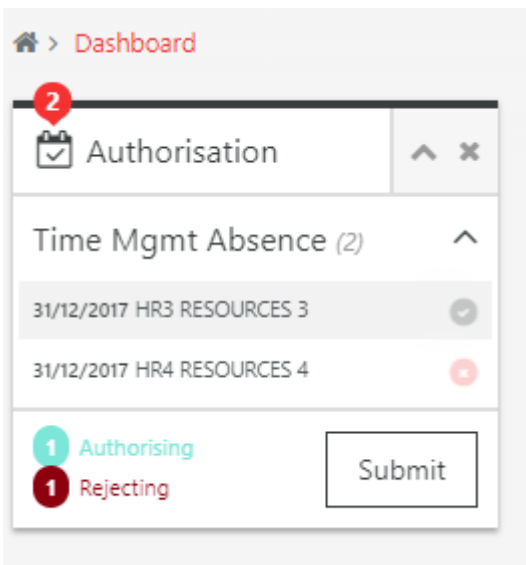 > Dashboard
2
Authorisation
Time Mgmt Absence (2)
31/12/2017 HR3 RESOURCES 3
31/12/2017 HR4 RESOURCES 4
1 Authorising
1 Rejecting
Submit